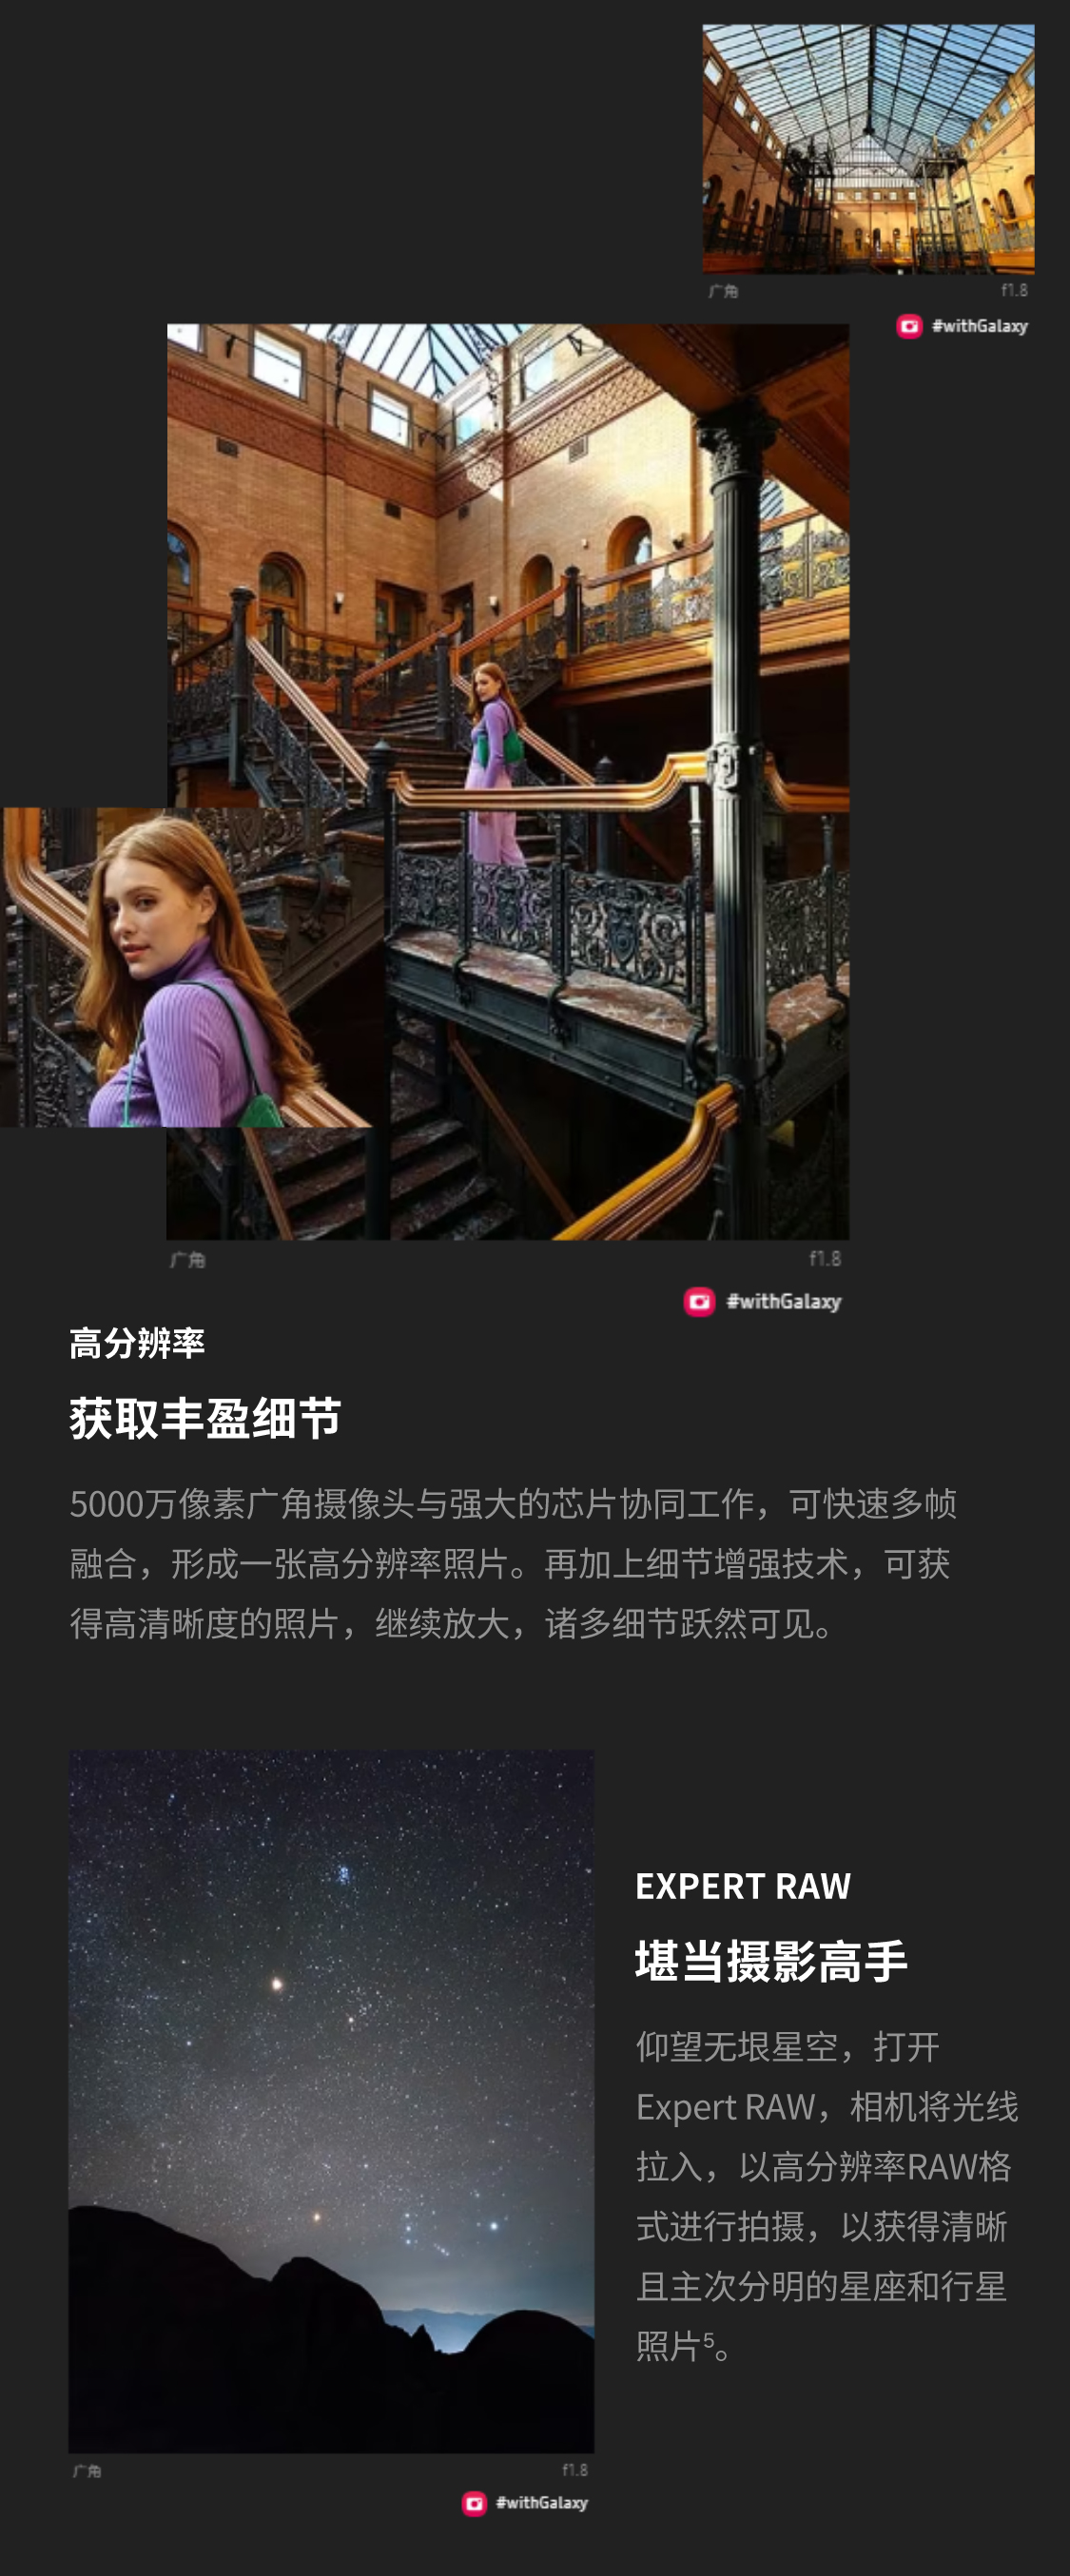 广角
f1.8
#withGalaxy
广角
f1.8
#withGalaxy
高分辨率
获取丰盈细节
5000万像素广角摄像头与强大的芯片协同工作，可快速多帧
融合，形成一张高分辨率照片。再加上细节增强技术，可获
得高清晰度的照片，继续放大，诸多细节跃然可见。
EXPERT RAW
堪当摄影高手
仰望无垠星空，打开
Expert RAW，相机将光线
拉入，以高分辨率RAW格
式进行拍摄，以获得清晰
且主次分明的星座和行星
照片⁵。
广角
f1.8
#withGalaxy